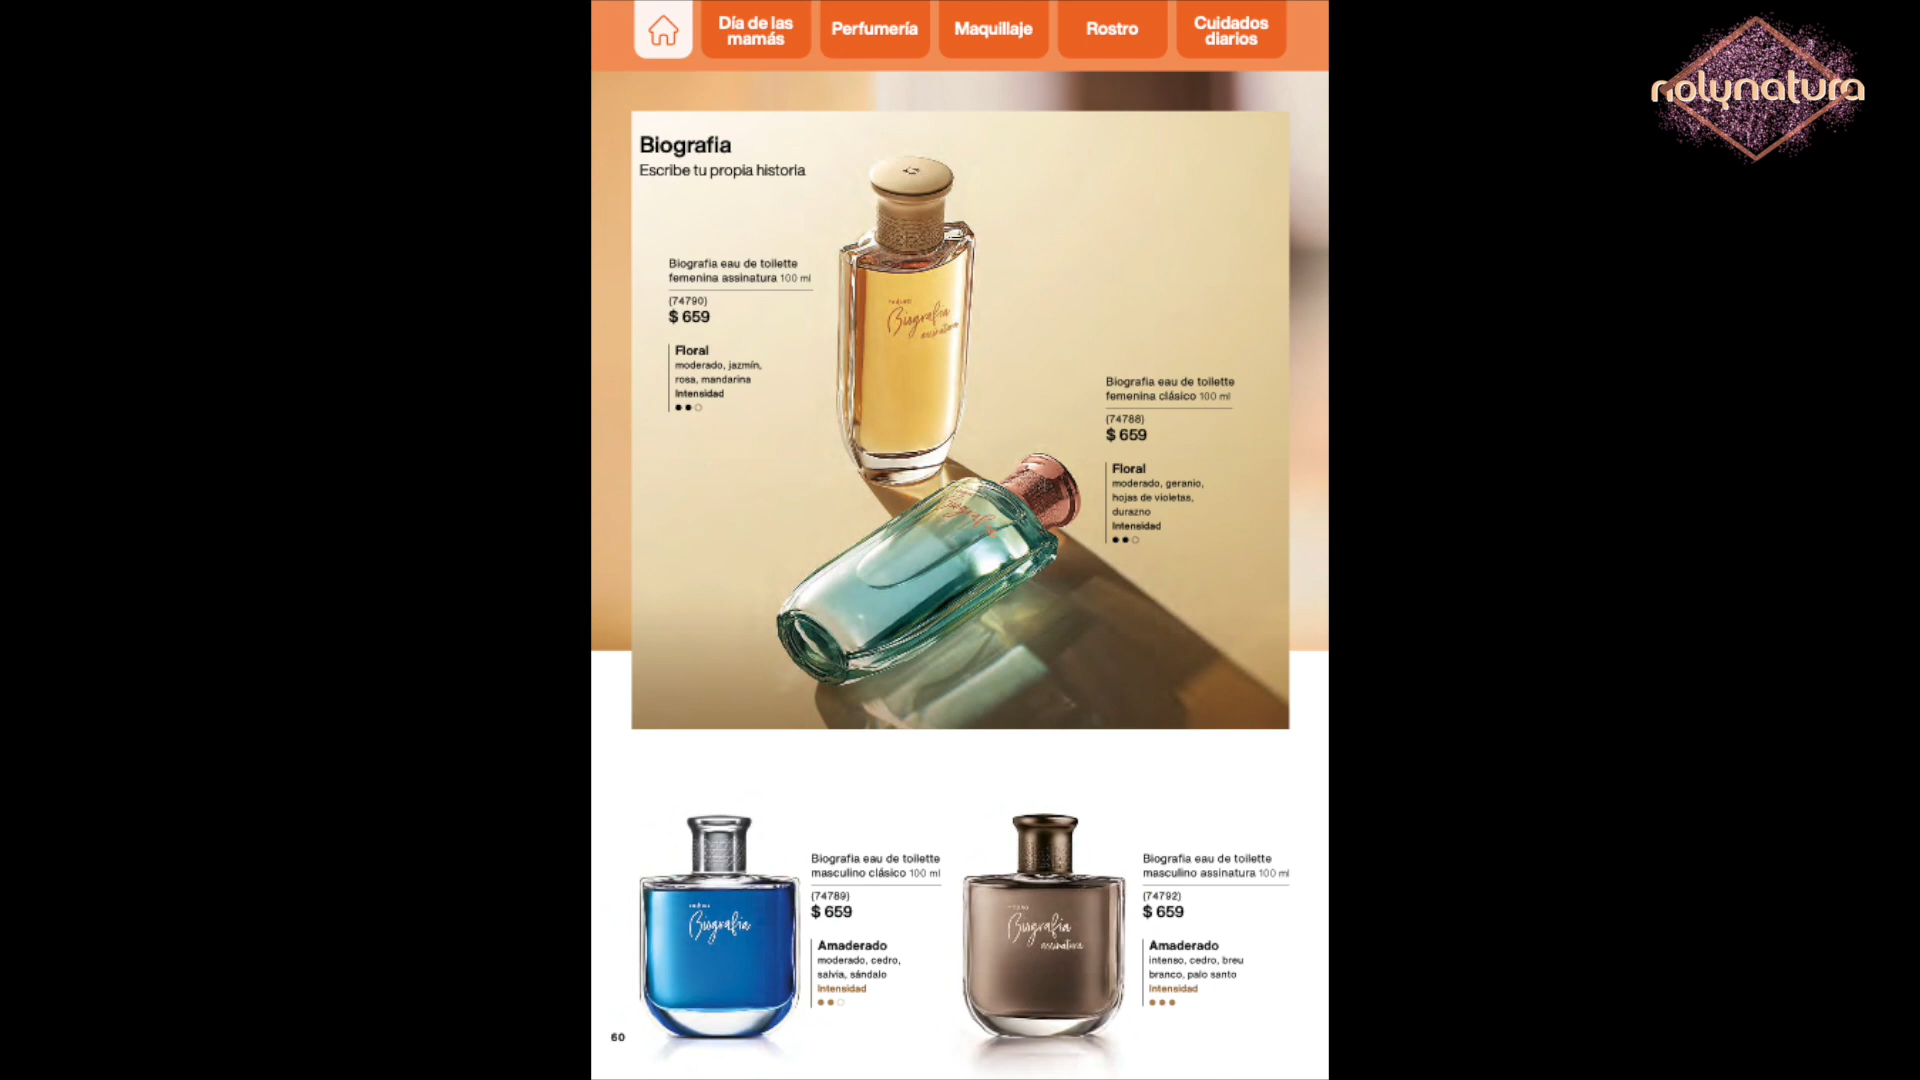 Día de las
mamás
Perfumería
Maquillaje
Rostro
Cuidados
diarios
nolynatura
Biografia
Escribe tu propia historia
Biografia eau de toilette
femenina assinatura 100 ml
(74790)
$ 659
Floral
moderado, jazmín,
rosa, mandarina
Intensidad
Biografia
assinatura
Biografia eau de toilette
femenina clásico 100 ml
(74788)
$ 659
Floral
moderado, geranio,
hojas de violetas,
durazno
Intensidad
Biografia
Biografia
Biografia eau de toilette
masculino clásico 100 ml
(74789)
$ 659
Amaderado
moderado, cedro,
salvia, sándalo
Intensidad
Biografia
assinatura
Biografia eau de toilette
masculino assinatura 100 ml
(74792)
$ 659
Amaderado
intenso, cedro, breu
branco, palo santo
Intensidad
60